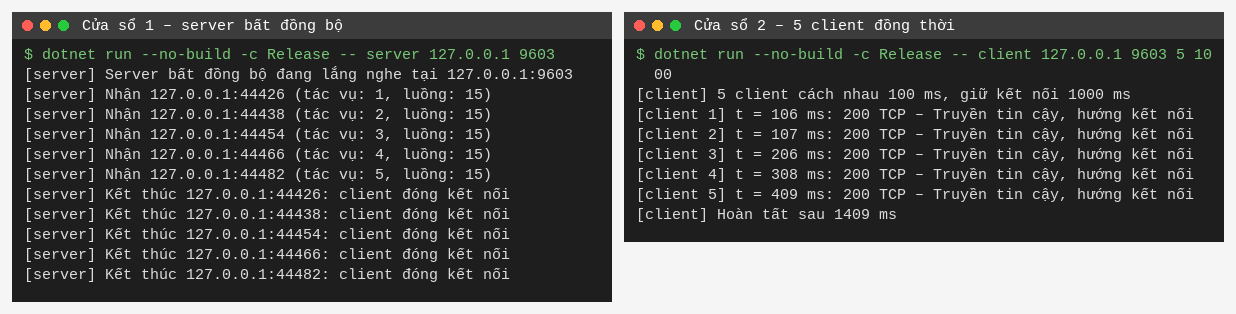 Cửa sổ 1 – server bất đồng bộ
$ dotnet run --no-build -c Release -- server 127.0.0.1 9603
[server] Server bất đồng bộ đang lắng nghe tại 127.0.0.1:9603
[server] Nhận 127.0.0.1:44426 (tác vụ: 1, luồng: 15)
[server] Nhận 127.0.0.1:44438 (tác vụ: 2, luồng: 15)
[server] Nhận 127.0.0.1:44454 (tác vụ: 3, luồng: 15)
[server] Nhận 127.0.0.1:44466 (tác vụ: 4, luồng: 15)
[server] Nhận 127.0.0.1:44482 (tác vụ: 5, luồng: 15)
[server] Kết thúc 127.0.0.1:44426: client đóng kết nối
[server] Kết thúc 127.0.0.1:44438: client đóng kết nối
[server] Kết thúc 127.0.0.1:44454: client đóng kết nối
[server] Kết thúc 127.0.0.1:44466: client đóng kết nối
[server] Kết thúc 127.0.0.1:44482: client đóng kết nối
Cửa sổ 2 – 5 client đồng thời
$ dotnet run --no-build -c Release -- client 127.0.0.1 9603 5 10
00
[client] 5 client cách nhau 100 ms, giữ kết nối 1000 ms
[client 1] t = 106 ms: 200 TCP – Truyền tin cậy, hướng kết nối
[client 2] t = 107 ms: 200 TCP – Truyền tin cậy, hướng kết nối
[client 3] t = 206 ms: 200 TCP – Truyền tin cậy, hướng kết nối
[client 4] t = 308 ms: 200 TCP – Truyền tin cậy, hướng kết nối
[client 5] t = 409 ms: 200 TCP – Truyền tin cậy, hướng kết nối
[client] Hoàn tất sau 1409 ms